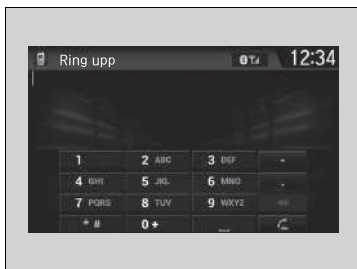 Ring upp 12:34
1 2 ABC 3 DEF -
4 GHI 5 JKL 6 MNO .
7 PQRS 8 TUV 9 WXYZ
* # 0 + _